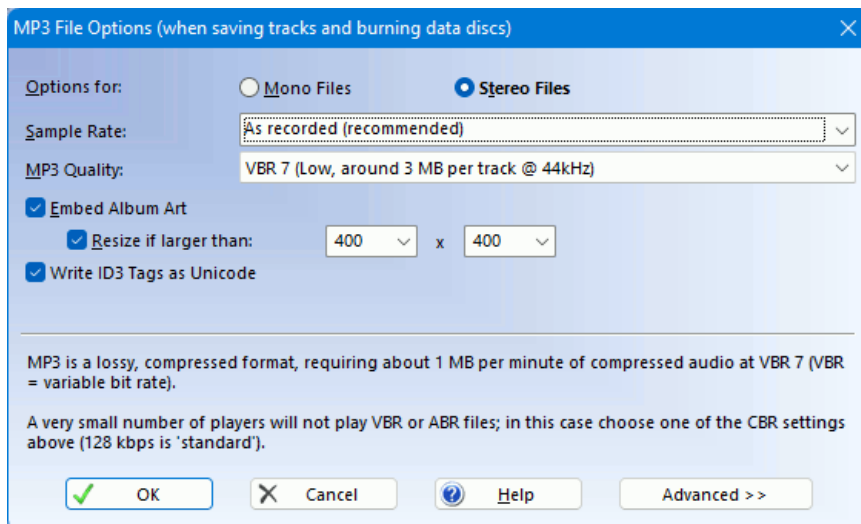 MP3 File Options (when saving tracks and burning data discs)
Options for: Mono Files Stereo Files
Sample Rate: As recorded (recommended)
MP3 Quality: VBR 7 (Low, around 3 MB per track @ 44kHz)
Embed Album Art
Resize if larger than: 400 x 400
Write ID3 Tags as Unicode
MP3 is a lossy, compressed format, requiring about 1 MB per minute of compressed audio at VBR 7 (VBR
= variable bit rate).
A very small number of players will not play VBR or ABR files; in this case choose one of the CBR settings
above (128 kbps is 'standard').
OK Cancel Help Advanced >>